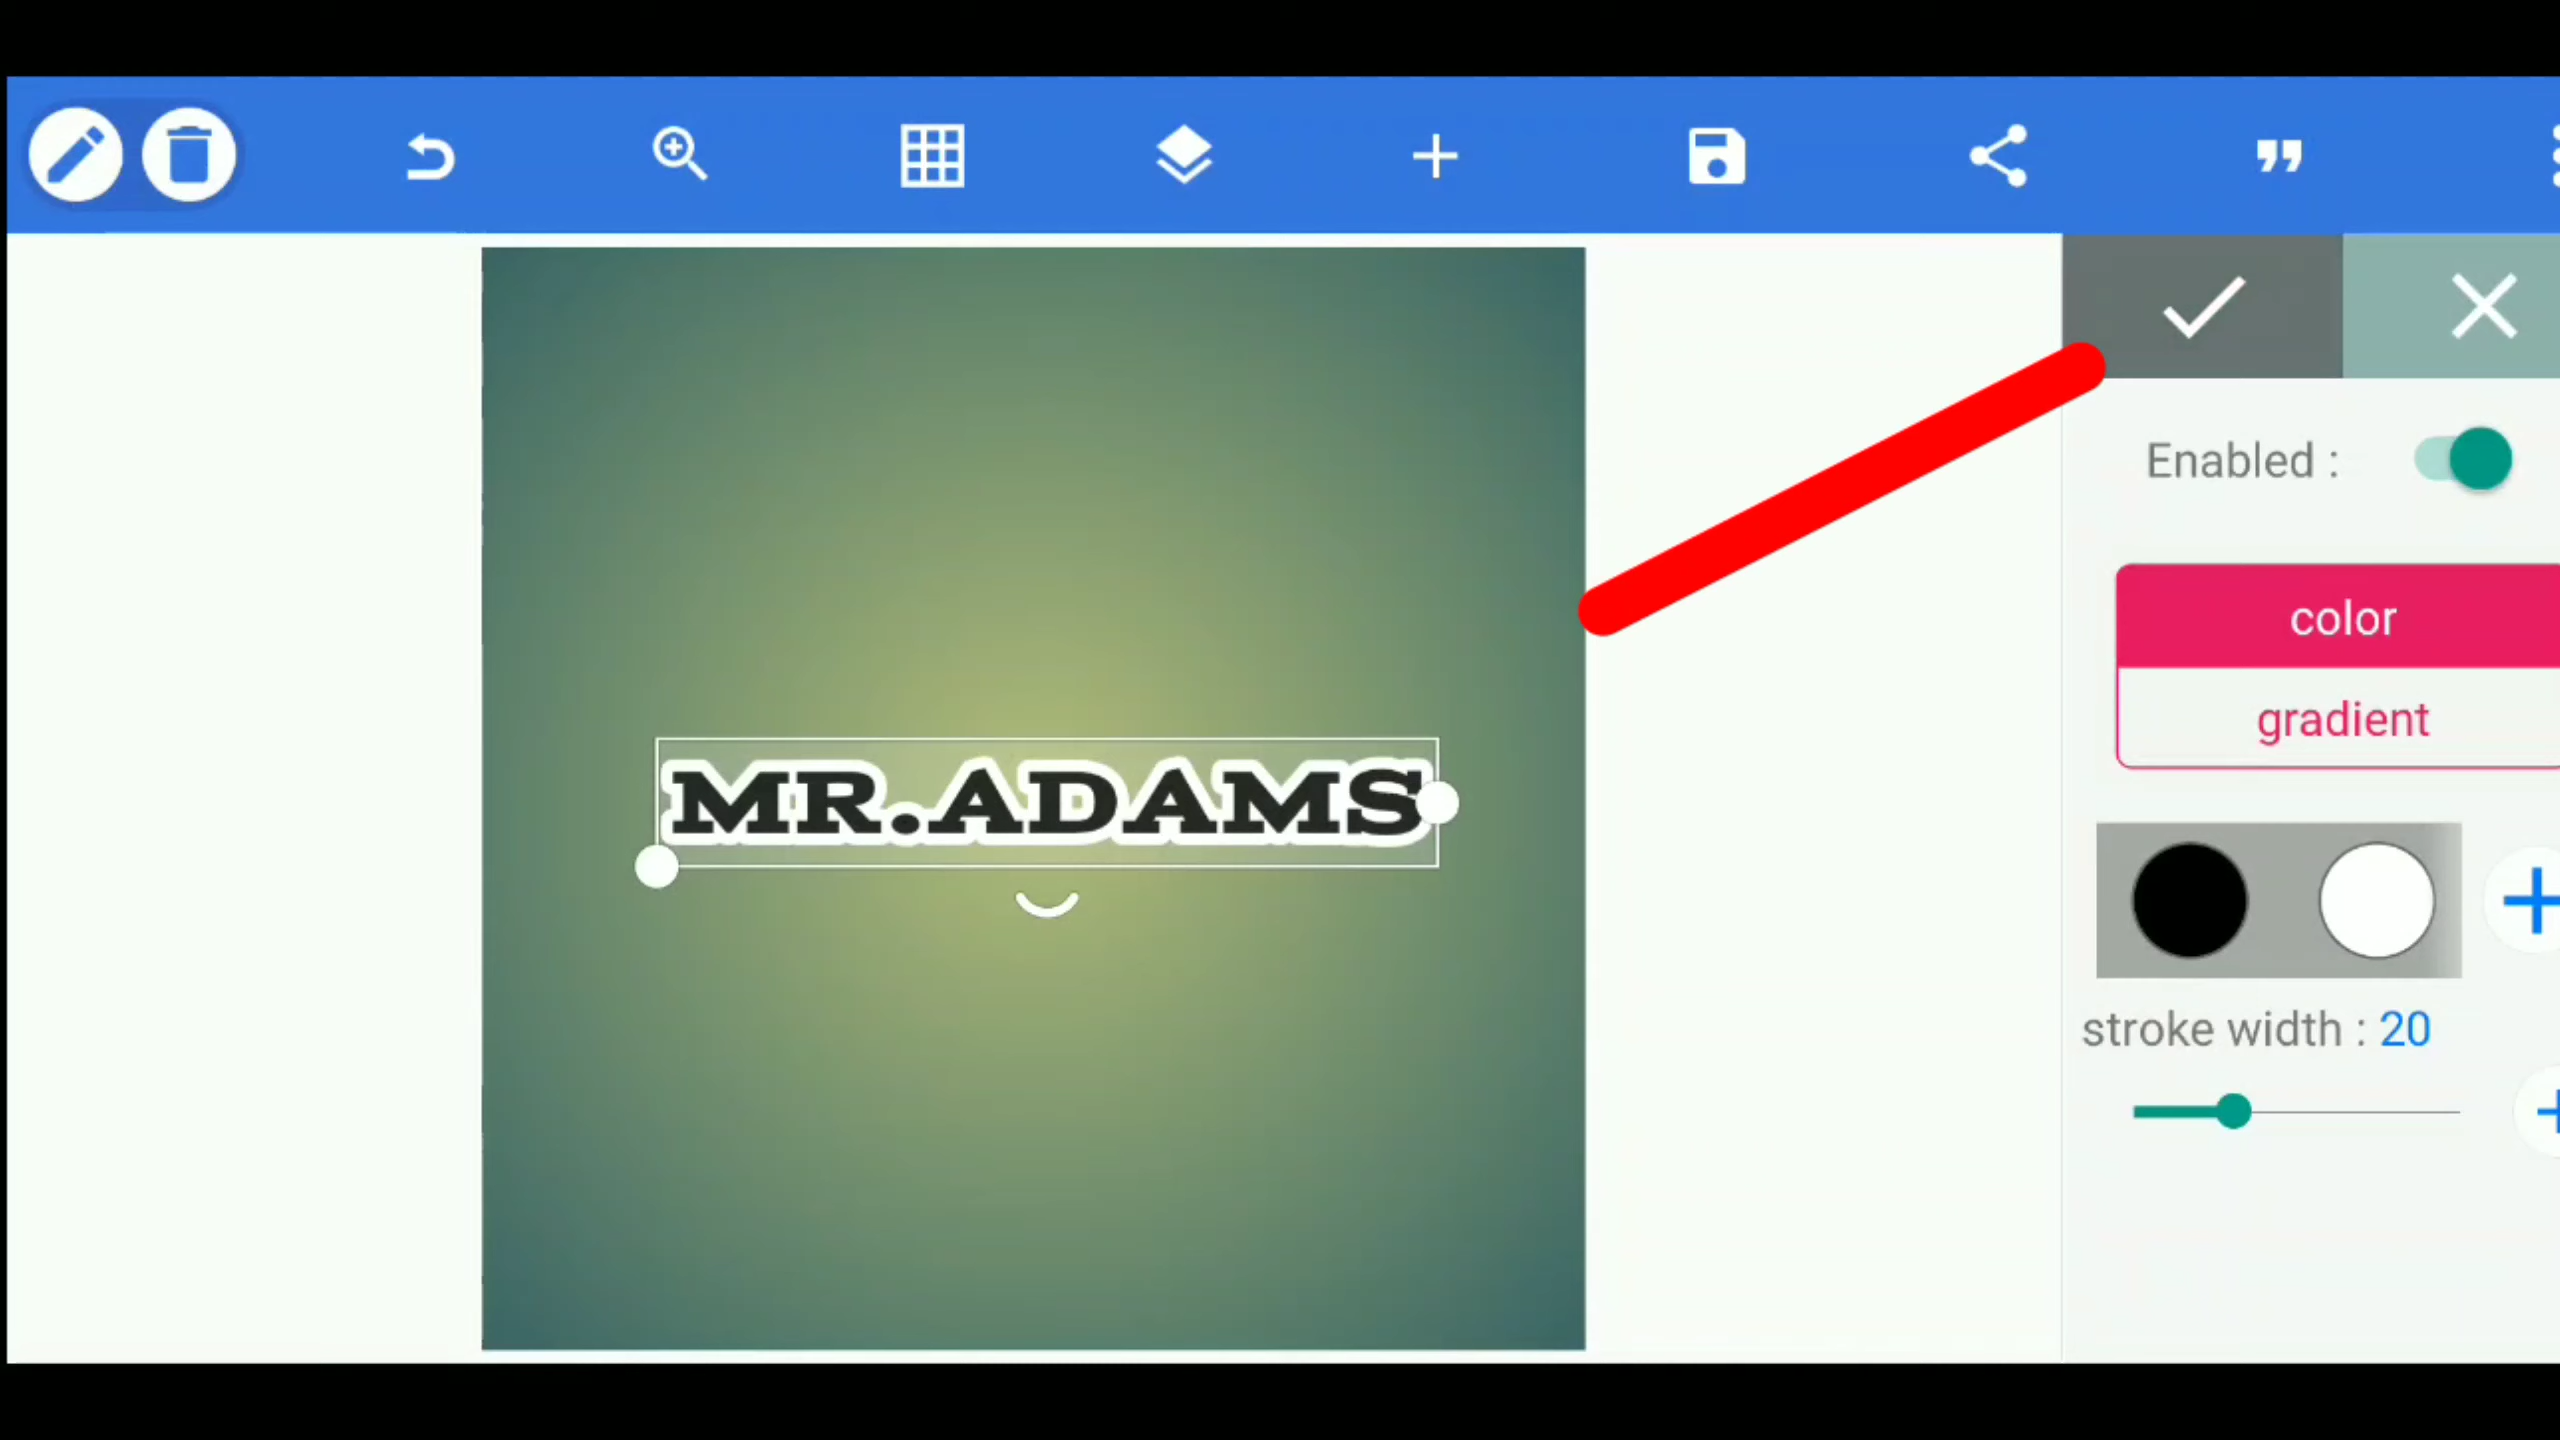 Enabled :
color
gradient
MR.ADAMS
stroke width : 20